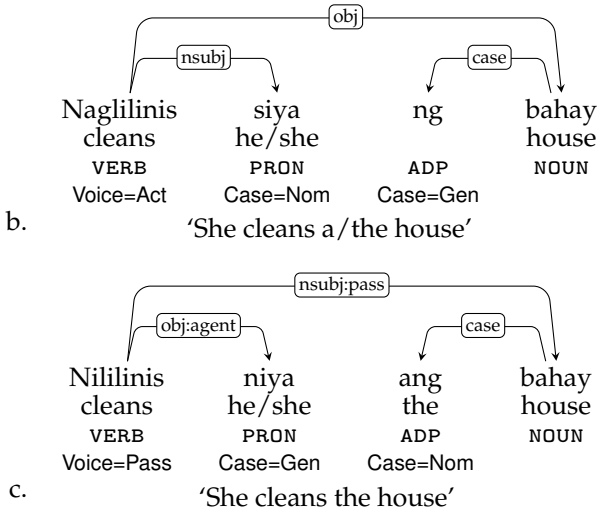 obj
nsubj case
Naglilinis siya ng bahay
cleans he/she house
VERB PRON ADP NOUN
Voice=Act Case=Nom Case=Gen
b. ‘She cleans a/the house’
nsubj:pass
obj:agent case
Nililinis niya ang bahay
cleans he/she the house
VERB PRON ADP NOUN
Voice=Pass Case=Gen Case=Nom
c. ‘She cleans the house’